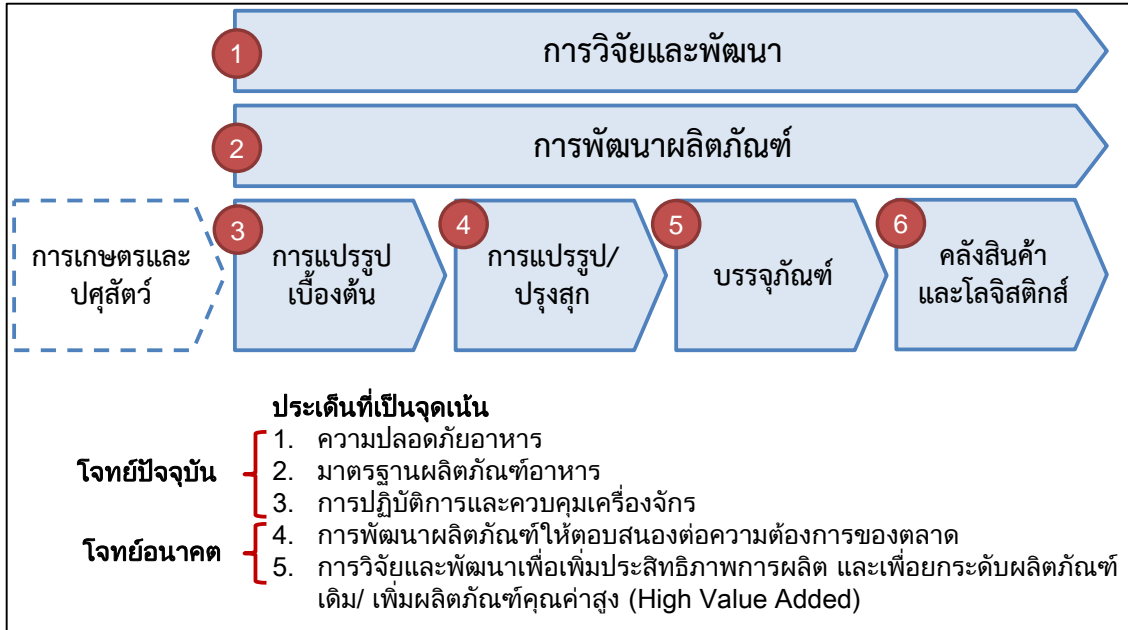 1
การวิจัยและพัฒนา
2
การพัฒนาผลิตภัณฑ์
การเกษตรและ
ปศุสัตว์
3
การแปรรูป
เบื้องต้น
4
การแปรรูป/
ปรุงสุก
5
บรรจุภัณฑ์
6
คลังสินค้า
และโลจิสติกส์
ประเด็นที่เป็นจุดเน้น
โจทย์ปัจจุบัน
1. ความปลอดภัยอาหาร
2. มาตรฐานผลิตภัณฑ์อาหาร
3. การปฏิบัติการและควบคุมเครื่องจักร
โจทย์อนาคต
4. การพัฒนาผลิตภัณฑ์ให้ตอบสนองต่อความต้องการของตลาด
5. การวิจัยและพัฒนาเพื่อเพิ่มประสิทธิภาพการผลิต และเพื่อยกระดับผลิตภัณฑ์
เดิม/ เพิ่มผลิตภัณฑ์คุณค่าสูง (High Value Added)